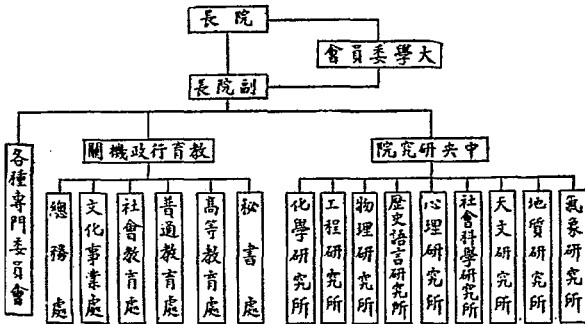 院長
大學委員會
副院長
中央研究院
教育行政機關
氣象研究所
地質研究所
天文研究所
社會科學研究所
心理研究所
歷史語言研究所
物理研究所
工程研究所
化學研究所
秘書處
高等教育處
普通教育處
社會教育處
文化事業處
總務處
各種專門委員會